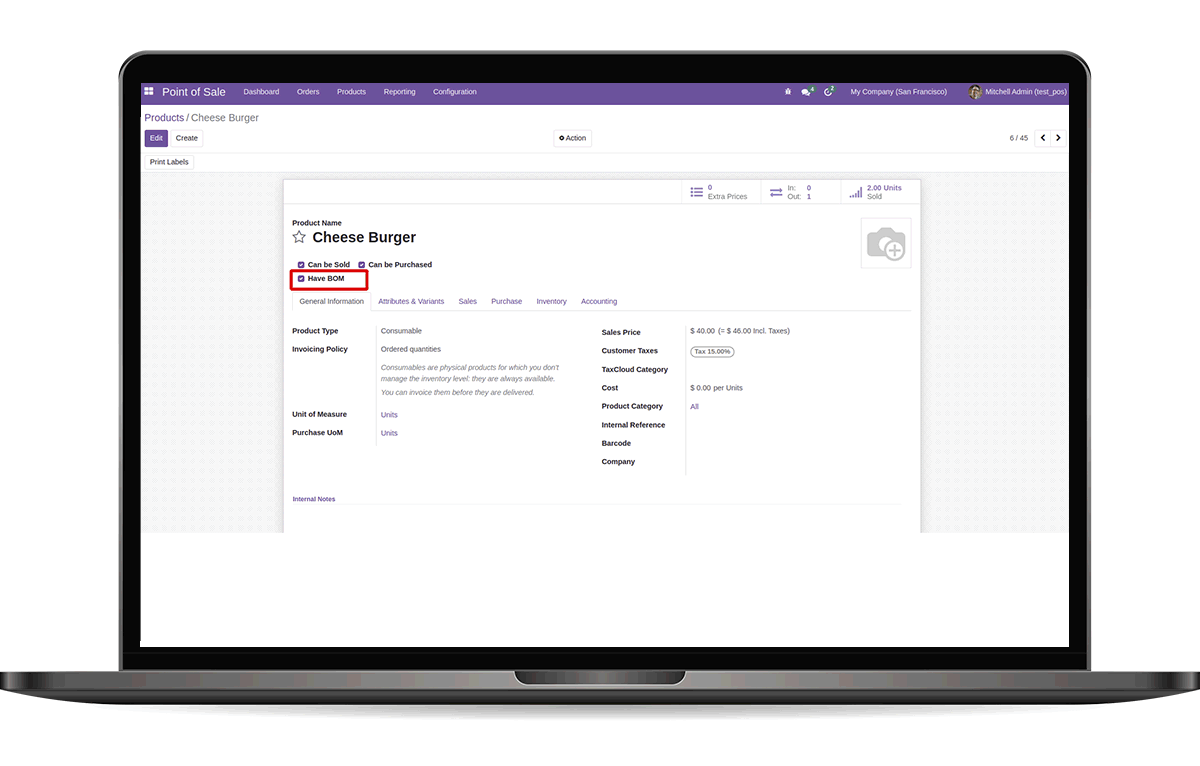 Point of Sale Dashboard Orders Products Reporting Configuration 4 2 My Company (San Francisco) Mitchell Admin (test_pos)
Products / Cheese Burger
Edit Create Action 6 / 45
Print Labels
0 Extra Prices
In: 0
Out: 1
2.00 Units
Sold
Product Name
Cheese Burger
Can be Sold Can be Purchased
Have BOM
General Information Attributes & Variants Sales Purchase Inventory Accounting
Product Type Consumable
Invoicing Policy Ordered quantities
Consumables are physical products for which you don't
manage the inventory level: they are always available.
You can invoice them before they are delivered.
Unit of Measure Units
Purchase UoM Units
Sales Price $ 40.00 (= $ 46.00 Incl. Taxes)
Customer Taxes Tax 15.00%
TaxCloud Category
Cost $ 0.00 per Units
Product Category All
Internal Reference
Barcode
Company
Internal Notes